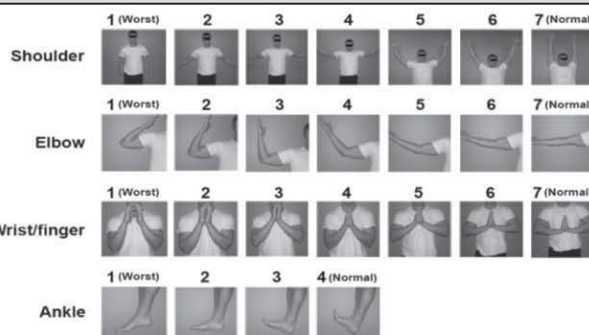 1 (Worst) 2 3 4 5 6 7 (Normal
Shoulder
1 (Worst) 2 3 4 5 6 7 (Normal
Elbow
1 (Worst) 2 3 4 5 6 7 (Normal
Wrist/finger
1 (Worst) 2 3 4 (Normal)
Ankle